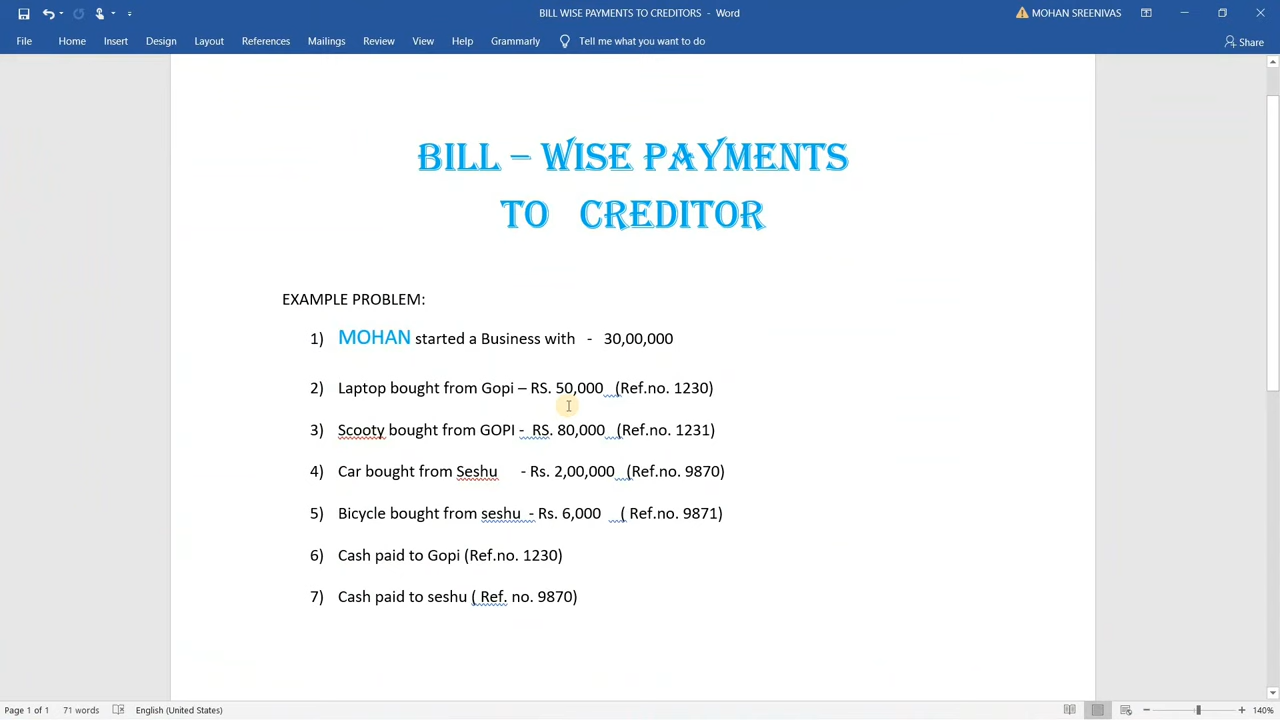 BILL WISE PAYMENTS TO CREDITORS - Word
MOHAN SREENIVAS
File Home Insert Design Layout References Mailings Review View Help Grammarly Tell me what you want to do Share
BILL – WISE PAYMENTS
TO CREDITOR
EXAMPLE PROBLEM:
1) MOHAN started a Business with - 30,00,000
2) Laptop bought from Gopi – RS. 50,000 (Ref.no. 1230)
3) Scooty bought from GOPI - RS. 80,000 (Ref.no. 1231)
4) Car bought from Seshu - Rs. 2,00,000 (Ref.no. 9870)
5) Bicycle bought from seshu - Rs. 6,000 ( Ref.no. 9871)
6) Cash paid to Gopi (Ref.no. 1230)
7) Cash paid to seshu ( Ref. no. 9870)
Page 1 of 1 71 words English (United States) 140%